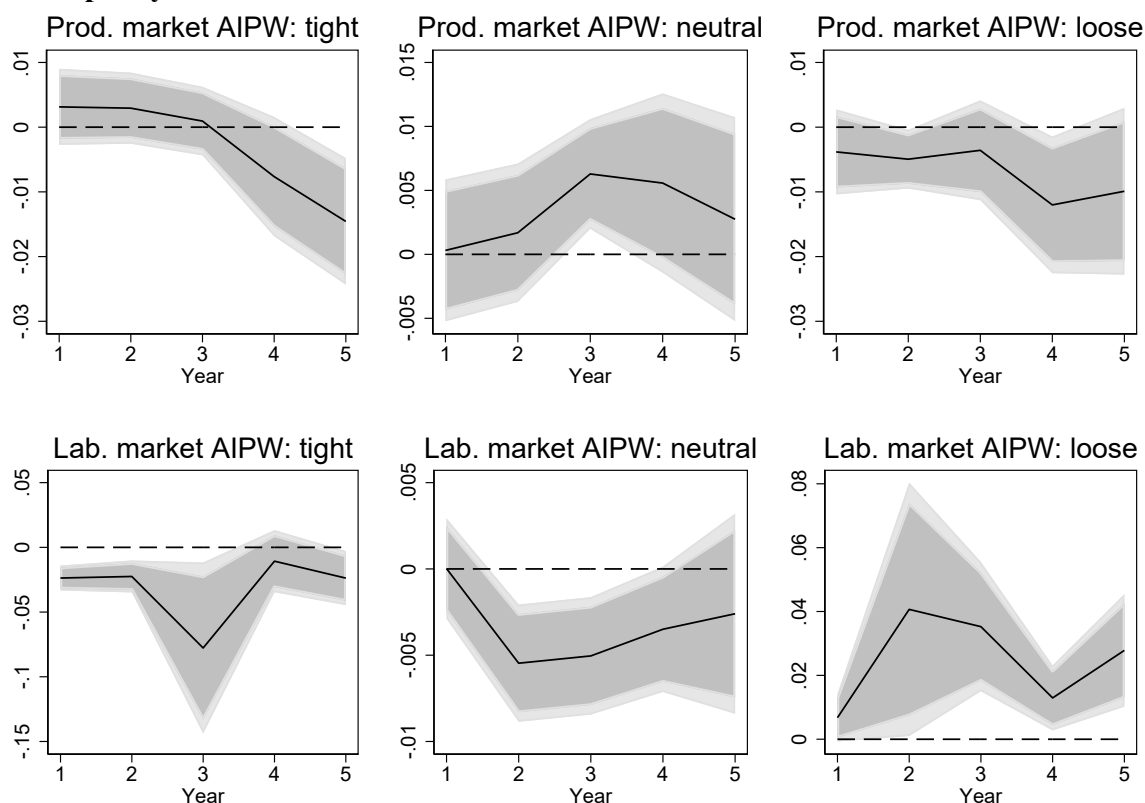 Prod. market AIPW: tight
.01
0
-.01
-.02
-.03
1 2 3 4 5
Year
Prod. market AIPW: neutral
.015
.01
.005
0
-.005
1 2 3 4 5
Year
Prod. market AIPW: loose
.01
0
-.01
-.02
-.03
1 2 3 4 5
Year
Lab. market AIPW: tight
.05
0
-.05
-.1
-.15
1 2 3 4 5
Year
Lab. market AIPW: neutral
.005
0
-.005
-.01
1 2 3 4 5
Year
Lab. market AIPW: loose
.08
.06
.04
.02
0
1 2 3 4 5
Year